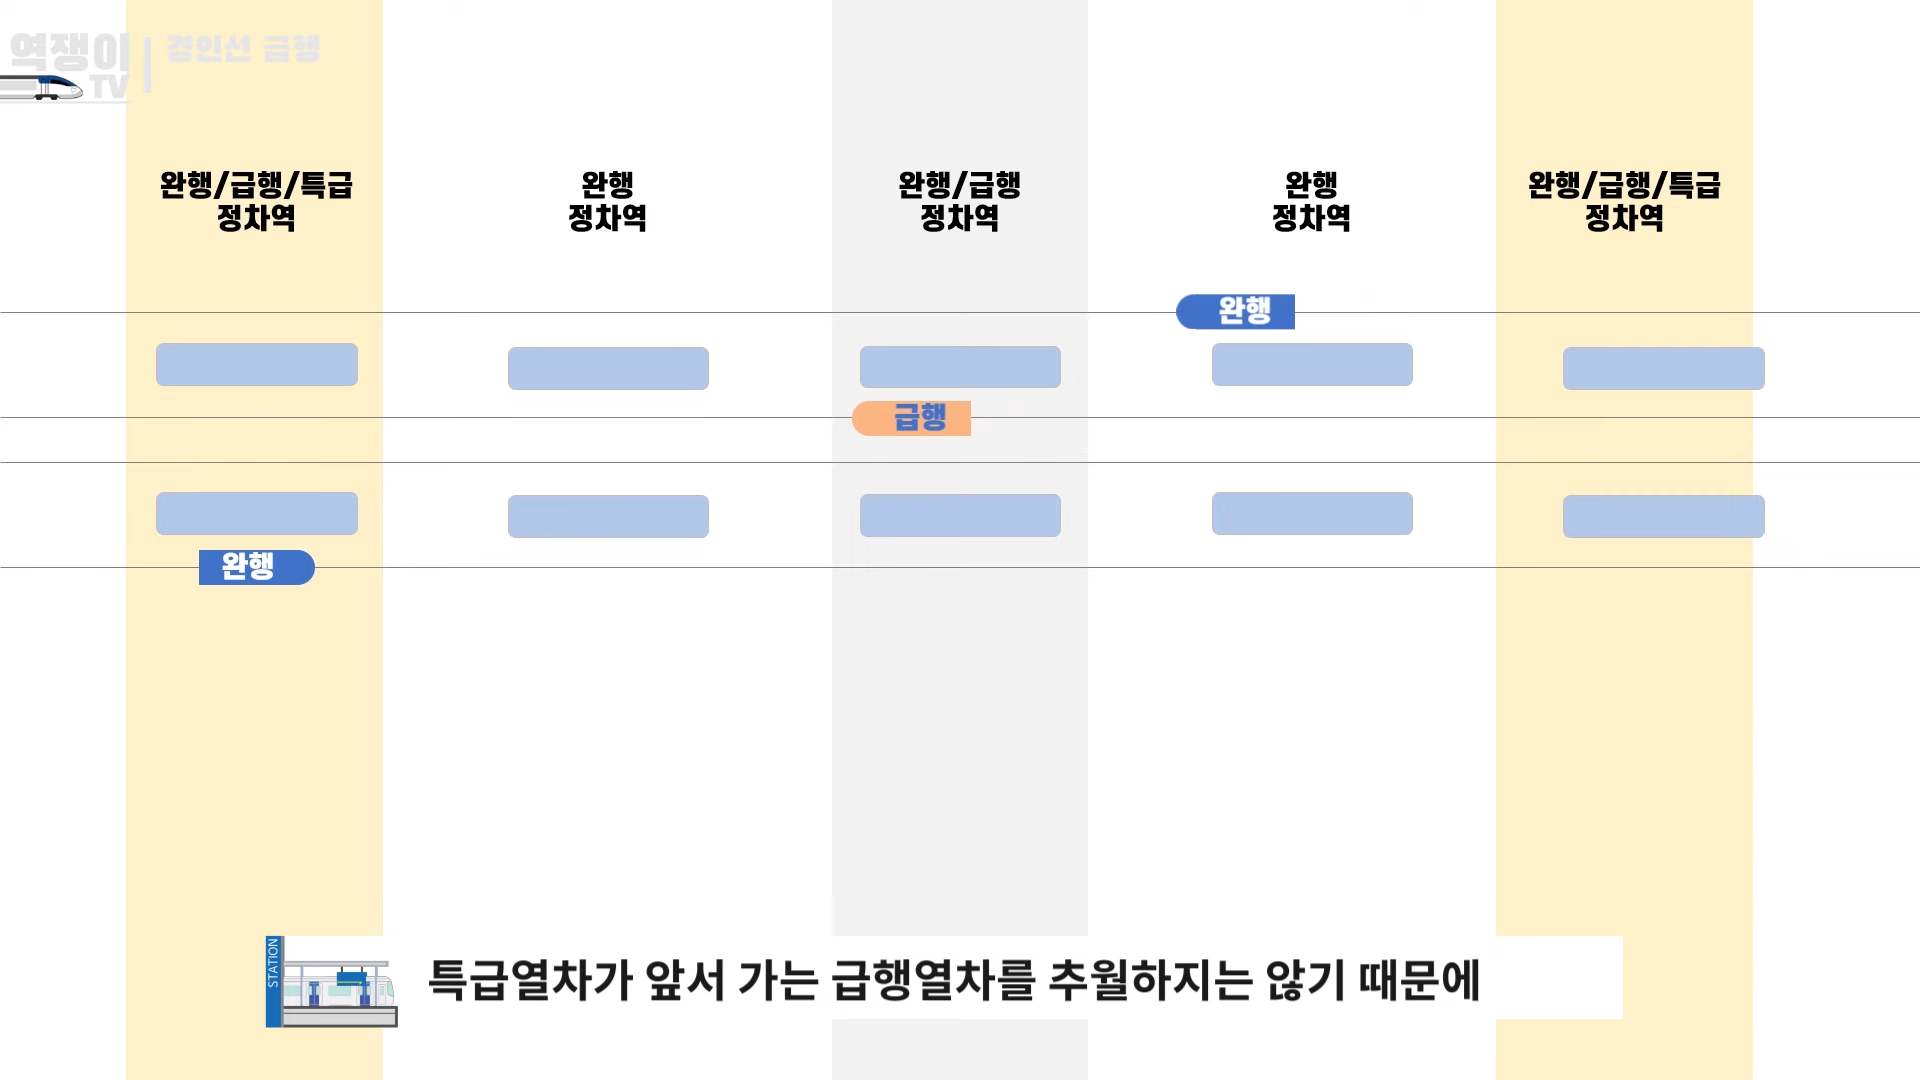 역쟁이
TV
경인선 급행
완행/급행/특급
정차역
완행
정차역
완행/급행
정차역
완행
정차역
완행/급행/특급
정차역
완행
급행
완행
STATION
특급열차가 앞서 가는 급행열차를 추월하지는 않기 때문에